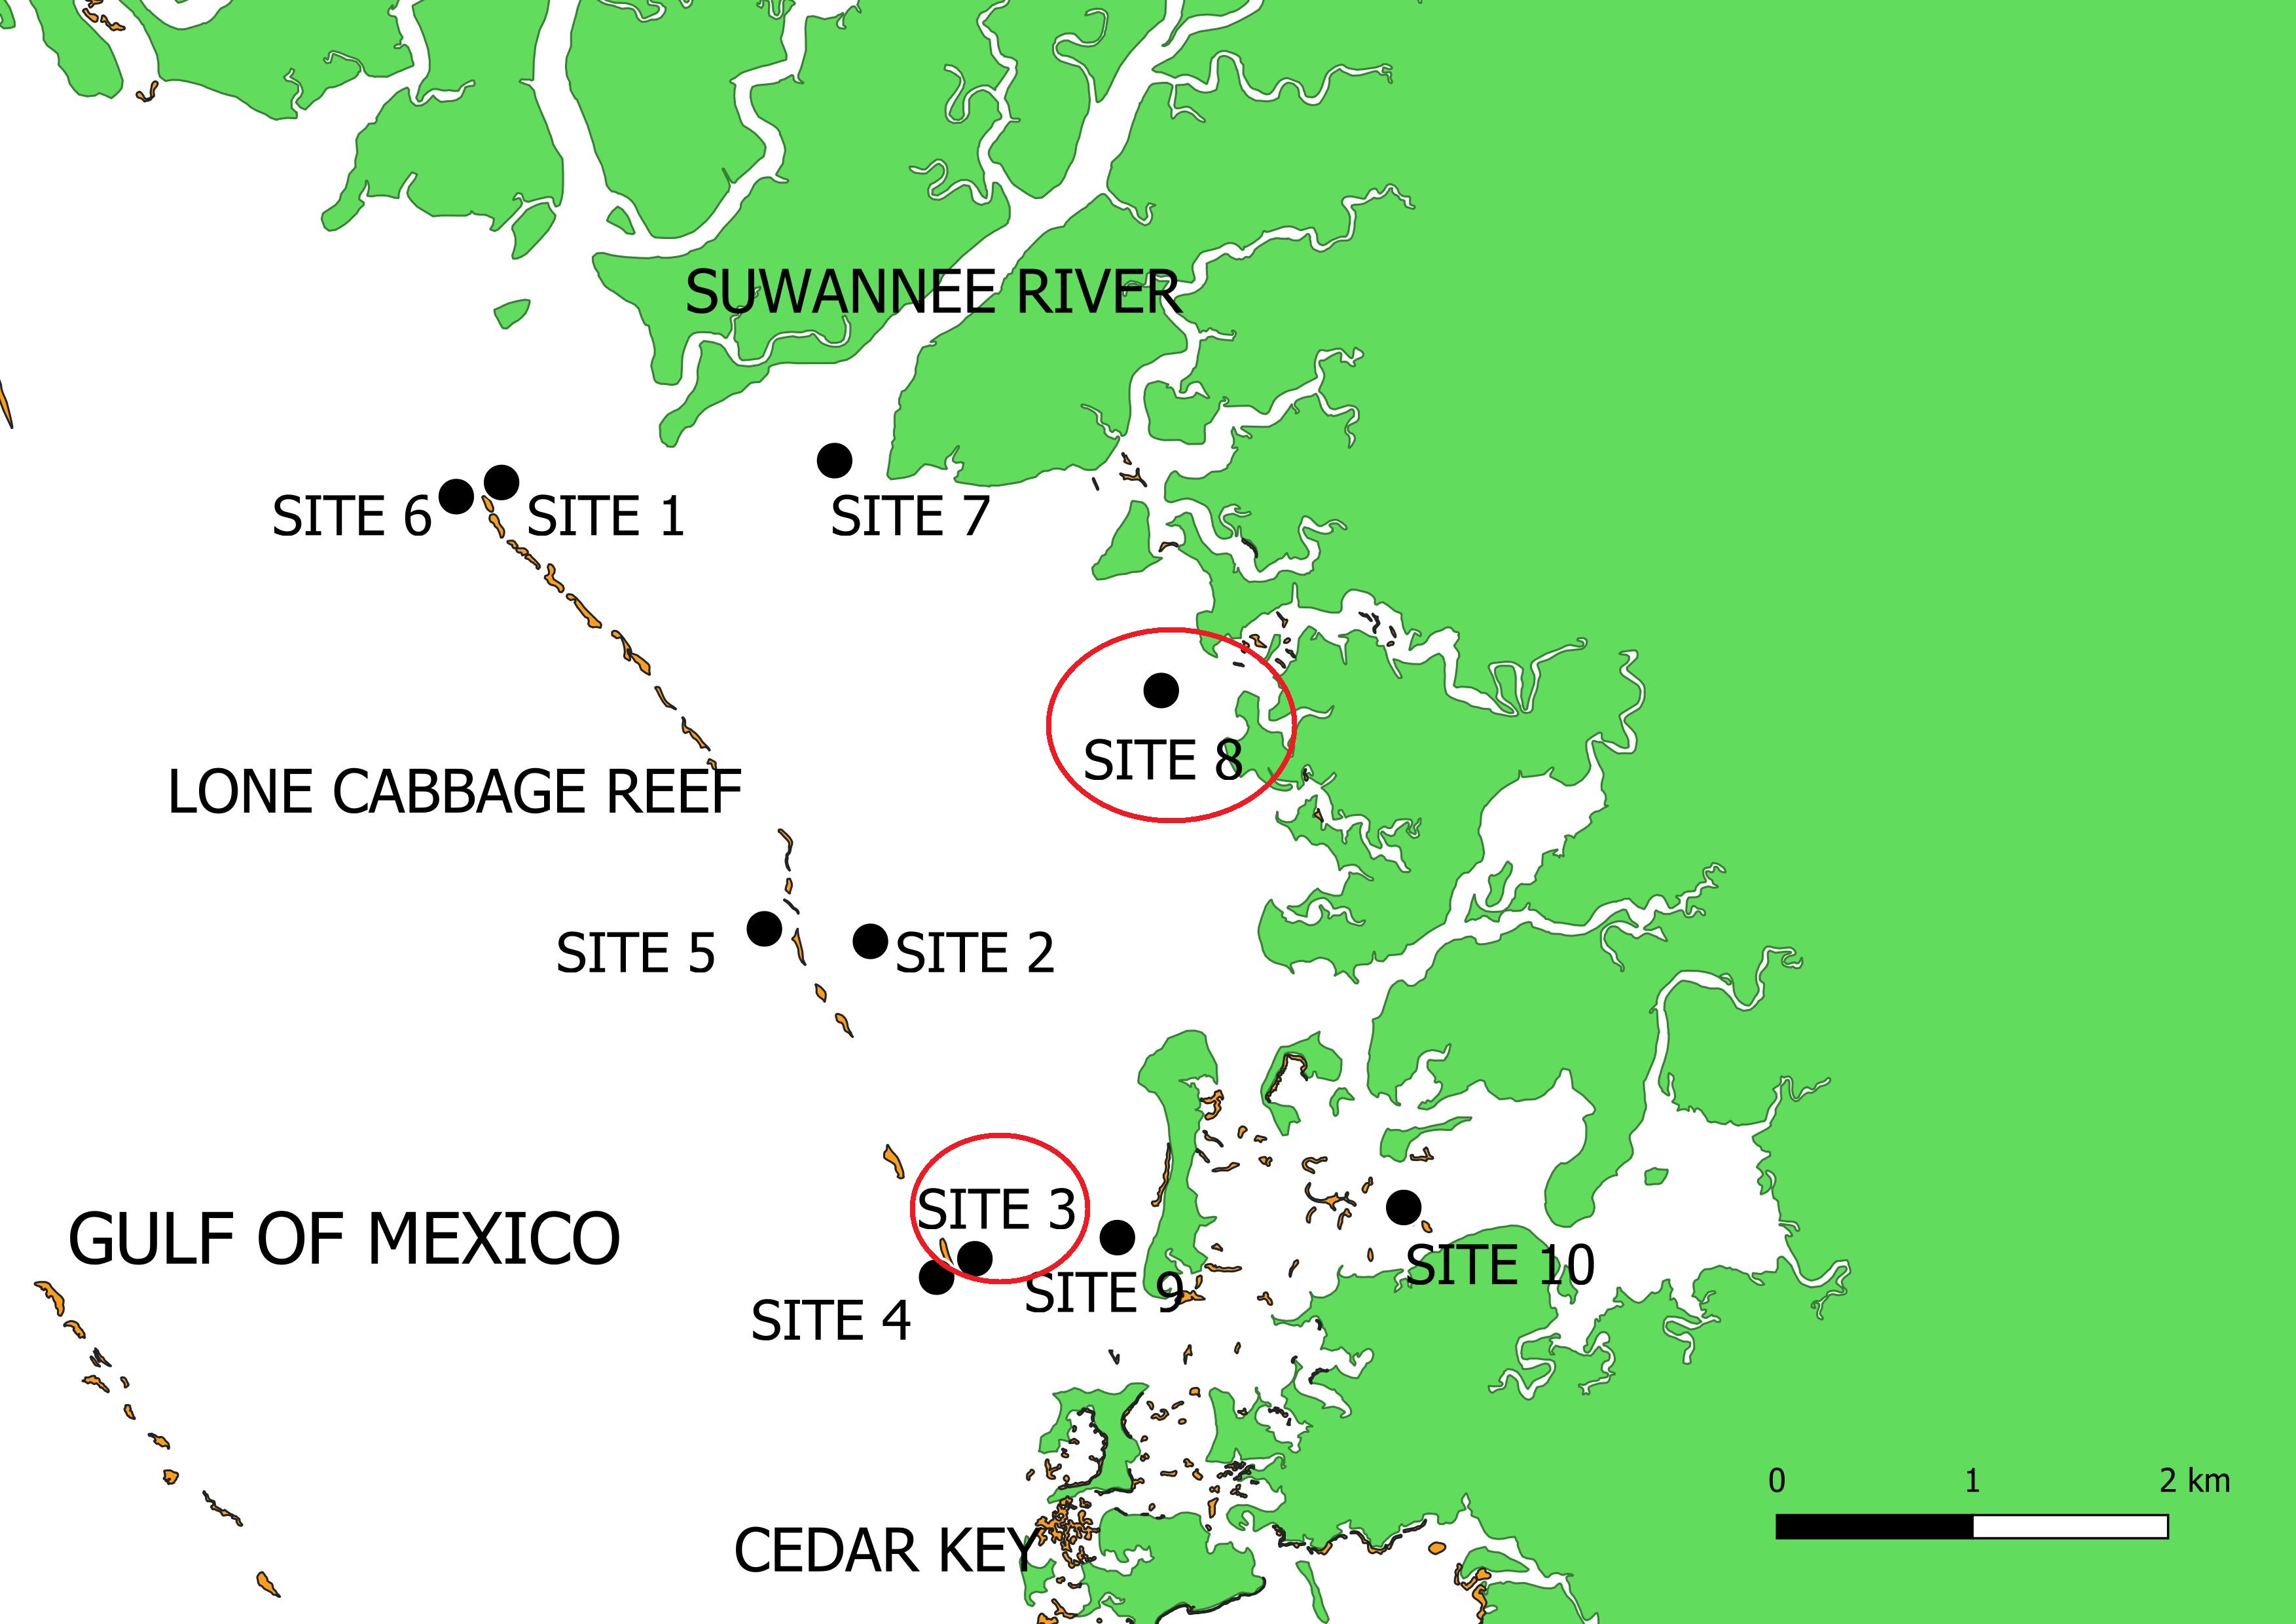 SUWANNEE RIVER
SITE 6
SITE 1
SITE 7
SITE 8
LONE CABBAGE REEF
SITE 5
SITE 2
SITE 3
GULF OF MEXICO
SITE 10
SITE 9
SITE 4
0 1 2 km
CEDAR KEY